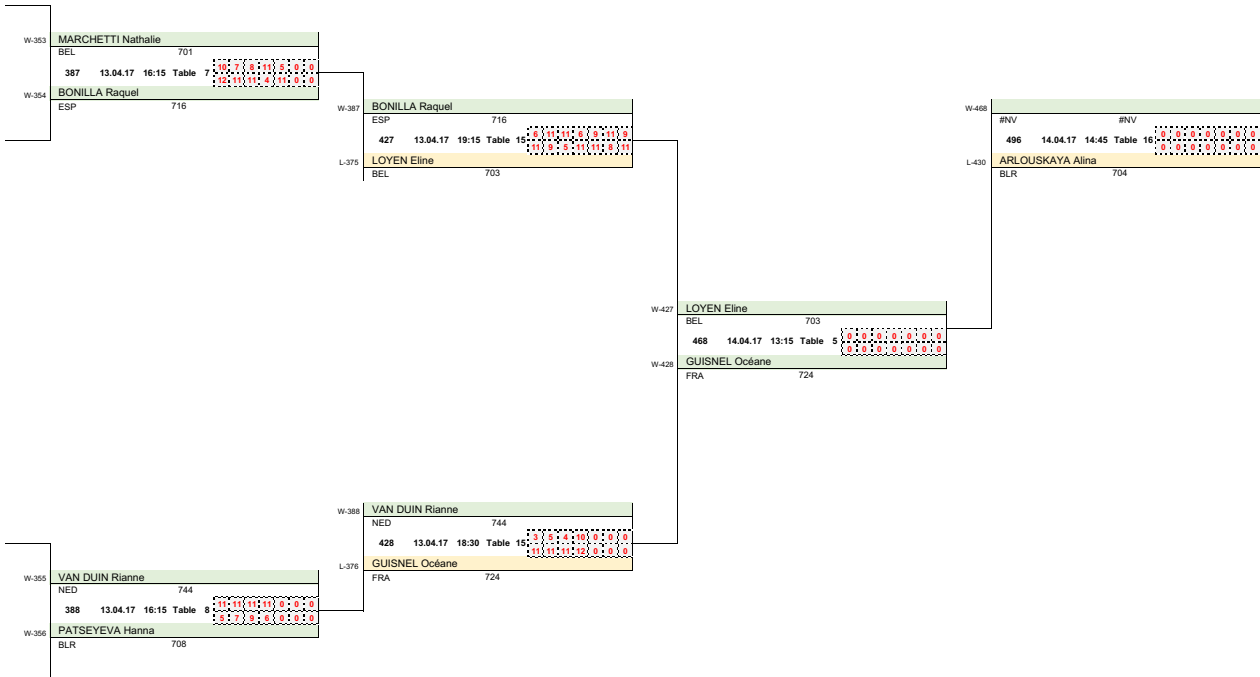 W-353 MARCHETTI Nathalie
BEL 701
387 13.04.17 16:15 Table 7 10 7 8 11 5 0 0
12 11 11 4 11 0 0
W-354 BONILLA Raquel
ESP 716
W-387 BONILLA Raquel
ESP 716
427 13.04.17 19:15 Table 15 6 11 11 6 9 11 9
11 9 5 11 11 8 11
L-375 LOYEN Eline
BEL 703
W-468
#NV #NV
496 14.04.17 14:45 Table 16 0 0 0 0 0 0 0
0 0 0 0 0 0 0
L-430 ARLOUSKAYA Alina
BLR 704
W-427 LOYEN Eline
BEL 703
468 14.04.17 13:15 Table 5 0 0 0 0 0 0 0
0 0 0 0 0 0 0
W-428 GUISNEL Océane
FRA 724
W-388 VAN DUIN Rianne
NED 744
428 13.04.17 18:30 Table 15 3 5 4 10 0 0 0
11 11 11 12 0 0 0
L-376 GUISNEL Océane
FRA 724
W-355 VAN DUIN Rianne
NED 744
388 13.04.17 16:15 Table 8 11 11 11 11 0 0 0
5 7 9 6 0 0 0
W-356 PATSEYEVA Hanna
BLR 708